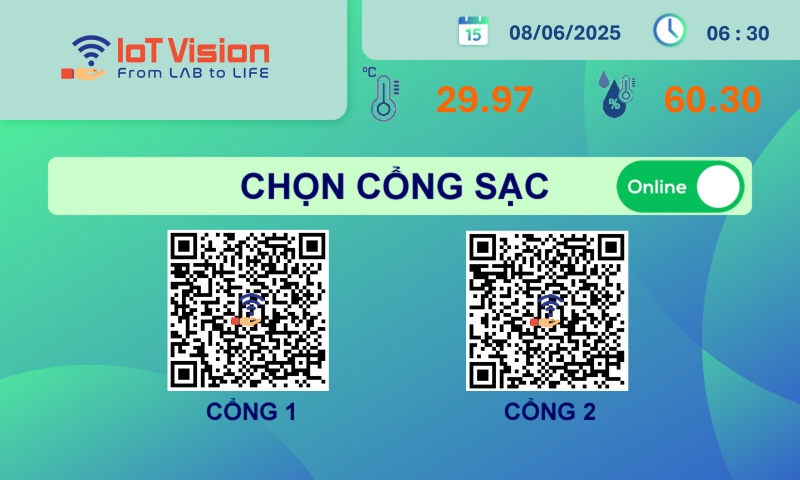 IoT Vision
From LAB to LIFE
15
08/06/2025
06 : 30
°C
29.97
%
60.30
CHỌN CỔNG SẠC
Online
CỔNG 1
CỔNG 2